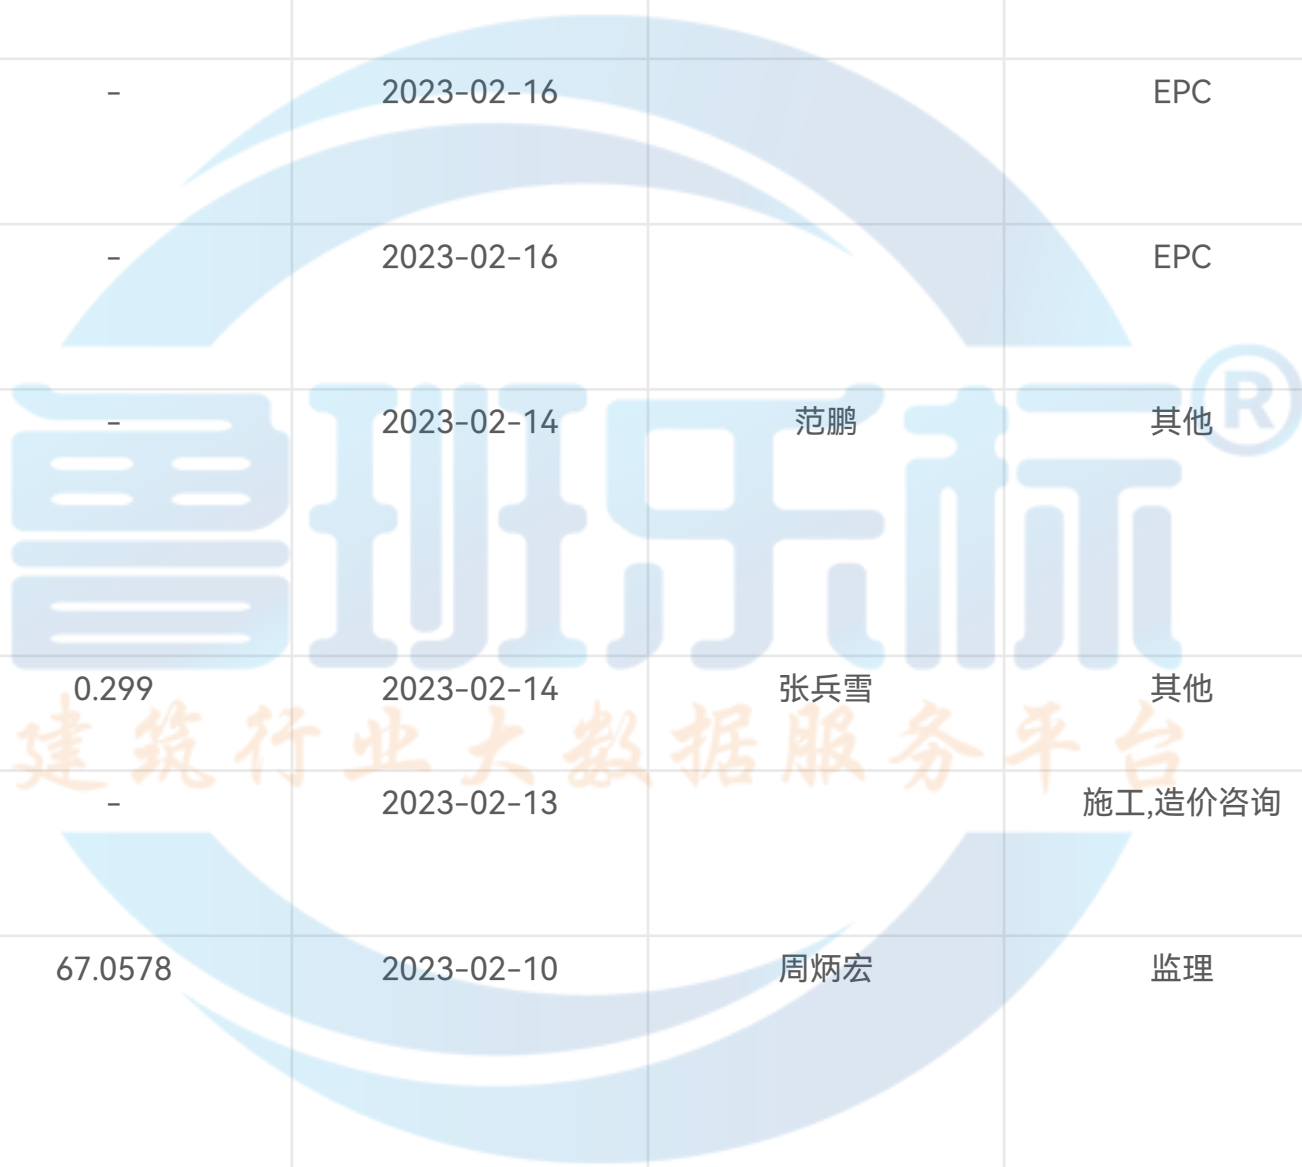 - 2023-02-16 EPC
- 2023-02-16 EPC
- 2023-02-14 范鹏 其他
鲁班乐标®
0.299 2023-02-14 张兵雪 其他
建筑行业大数据服务平台
- 2023-02-13 施工,造价咨询
67.0578 2023-02-10 周炳宏 监理